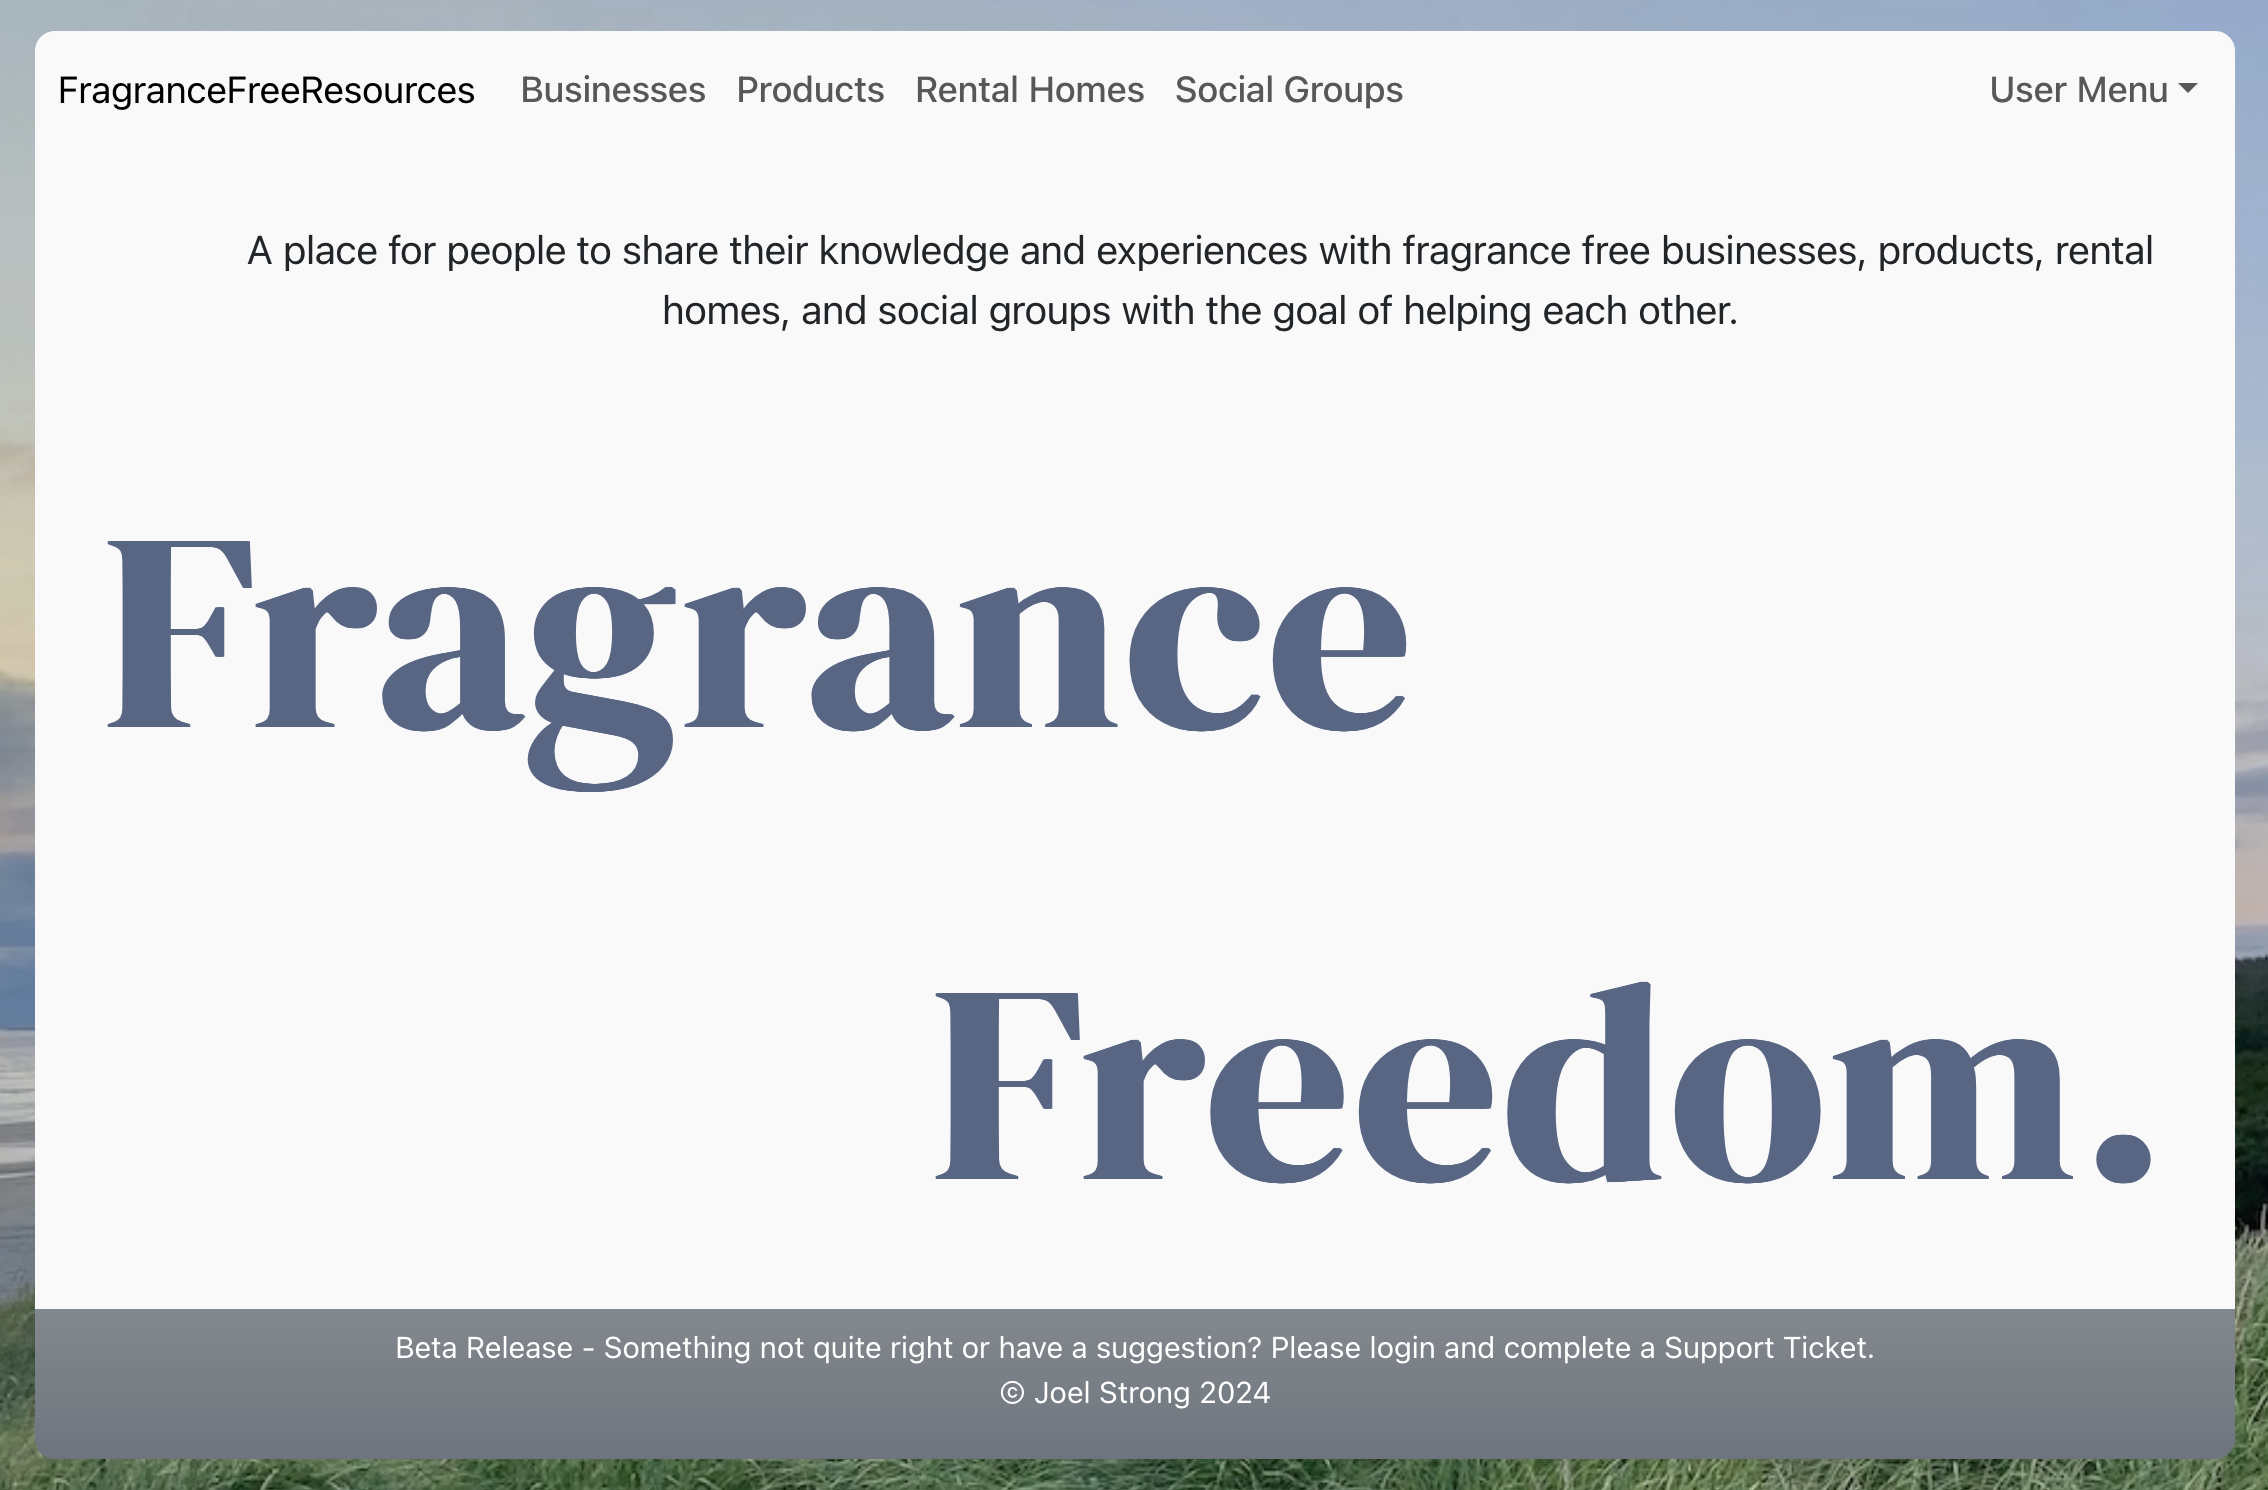 FragranceFreeResources Businesses Products Rental Homes Social Groups User Menu
A place for people to share their knowledge and experiences with fragrance free businesses, products, rental
homes, and social groups with the goal of helping each other.
Fragrance
Freedom.
Beta Release - Something not quite right or have a suggestion? Please login and complete a Support Ticket.
© Joel Strong 2024